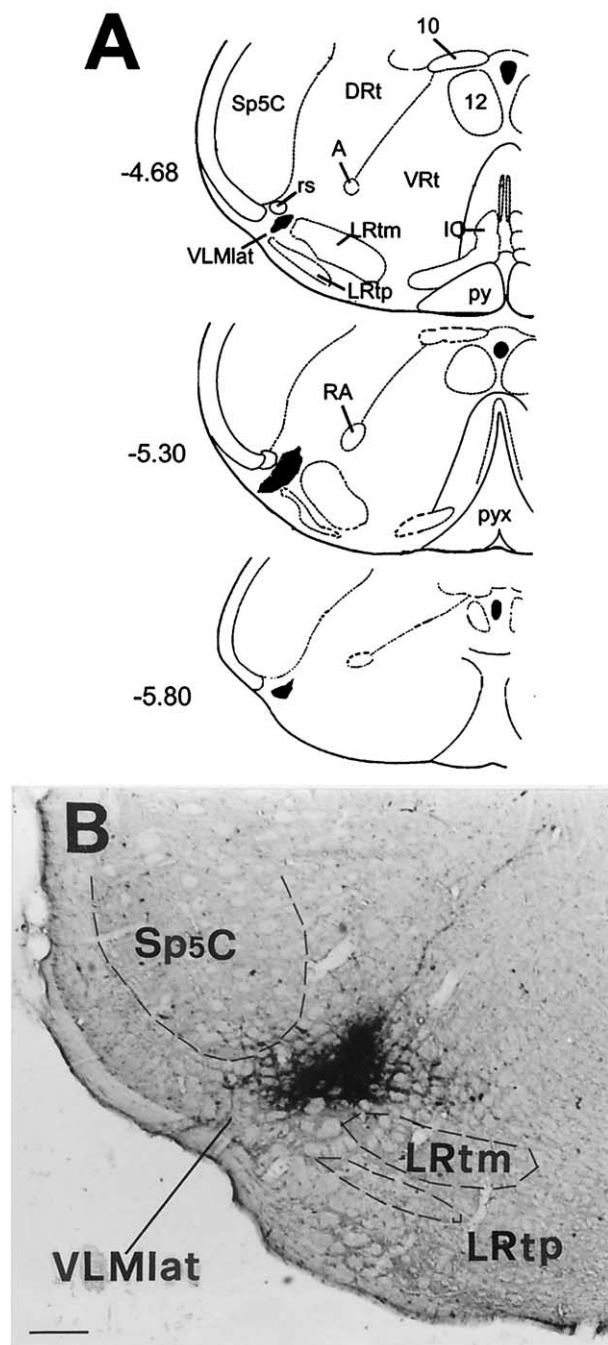 A
10
Sp5C
DRt
12
A
-4.68
rs
VRt
LRtm
IO
VLMlat
LRtp
py
RA
-5.30
pyx
-5.80
B
Sp5C
LRtm
VLMlat
LRtp